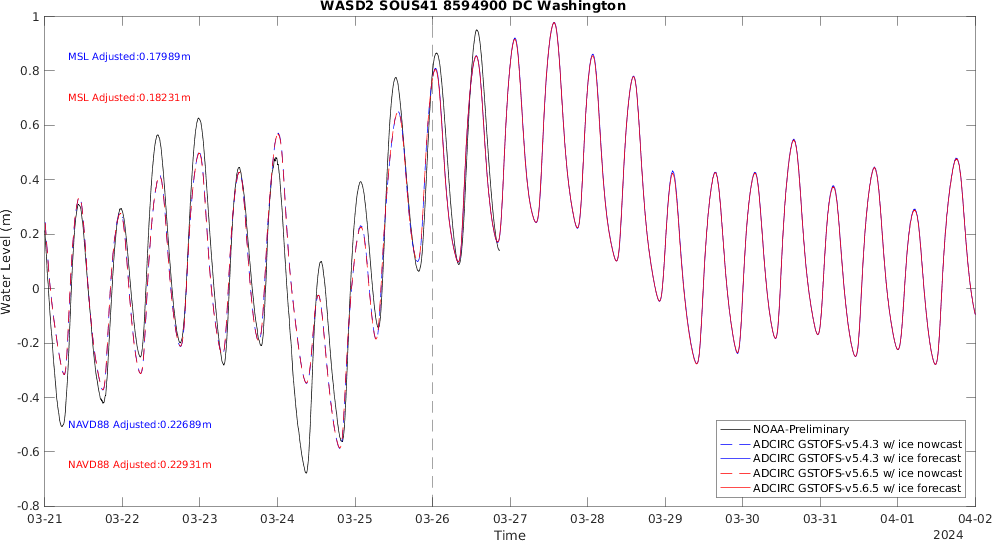 WASD2 SOUS41 8594900 DC Washington
1
0.8
0.6
0.4
0.2
0
-0.2
-0.4
-0.6
-0.8
Water Level (m)
MSL Adjusted:0.17989m
MSL Adjusted:0.18231m
NAVD88 Adjusted:0.22689m
NAVD88 Adjusted:0.22931m
NOAA-Preliminary
ADCIRC GSTOFS-v5.4.3 w/ ice nowcast
ADCIRC GSTOFS-v5.4.3 w/ ice forecast
ADCIRC GSTOFS-v5.6.5 w/ ice nowcast
ADCIRC GSTOFS-v5.6.5 w/ ice forecast
03-21 03-22 03-23 03-24 03-25 03-26 03-27 03-28 03-29 03-30 03-31 04-01 04-02
Time
2024